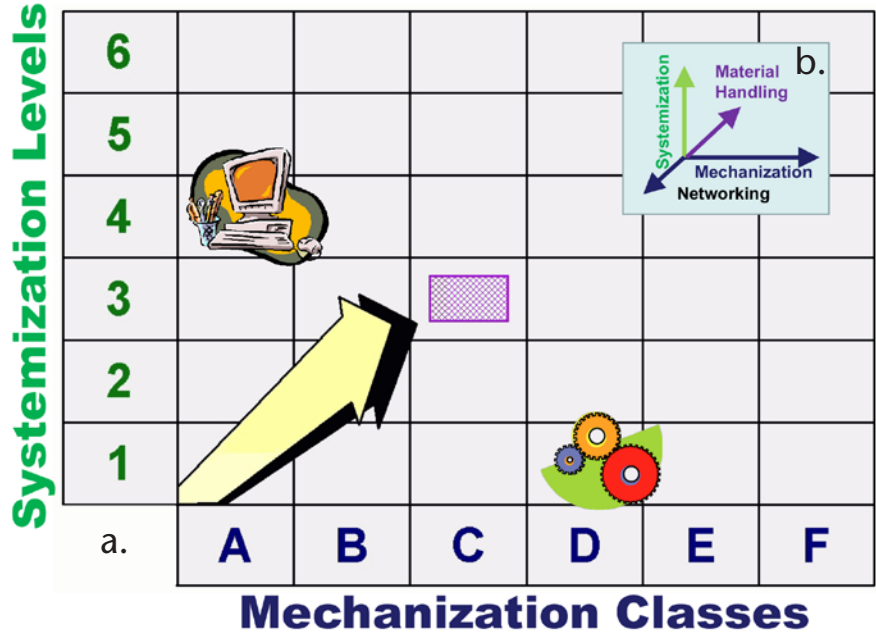 Systemization Levels
6
5
4
3
2
1
a.
A B C D E F
Mechanization Classes
b.
Systemization
Material
Handling
Mechanization
Networking